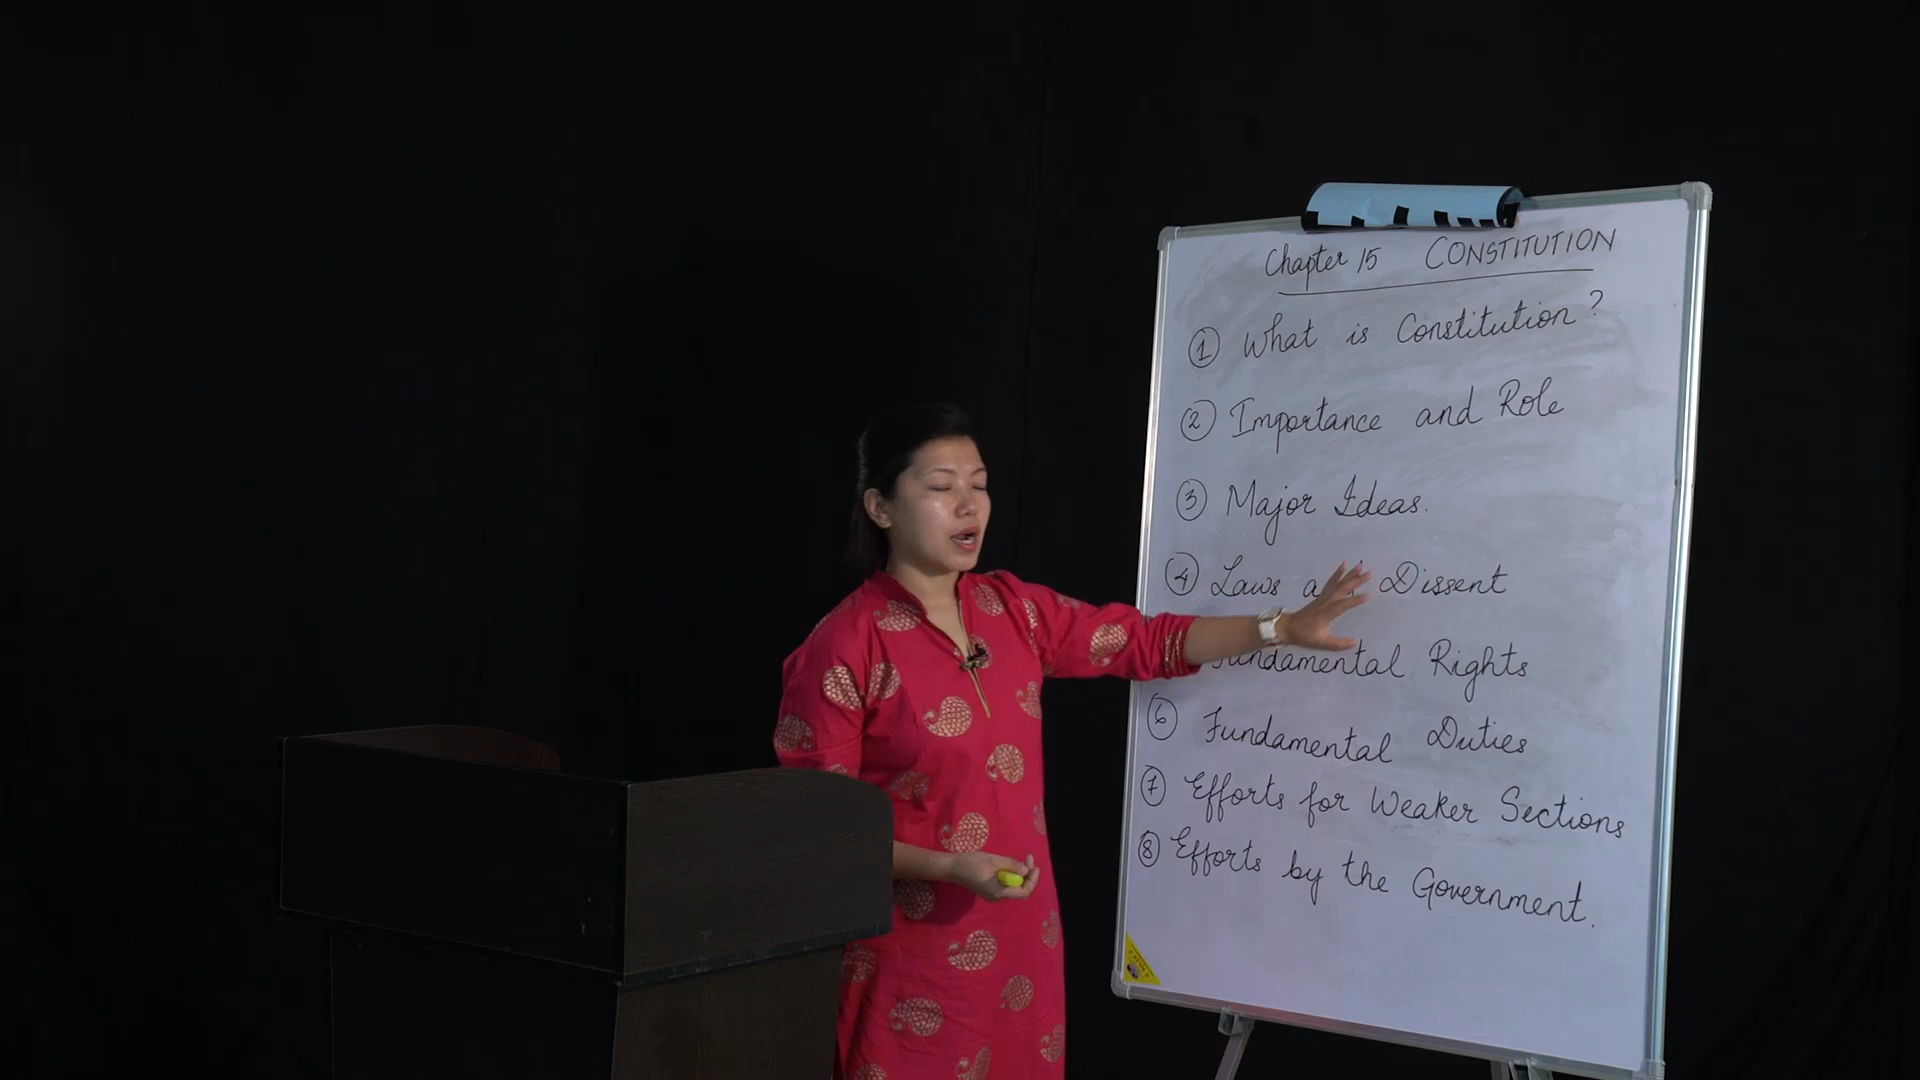 Chapter 15 CONSTITUTION
1 What is Constitution?
2 Importance and Role
3 Major Ideas.
4 Laws and Dissent
Fundamental Rights
6 Fundamental Duties
7 Efforts for Weaker Sections
8 Efforts by the Government.